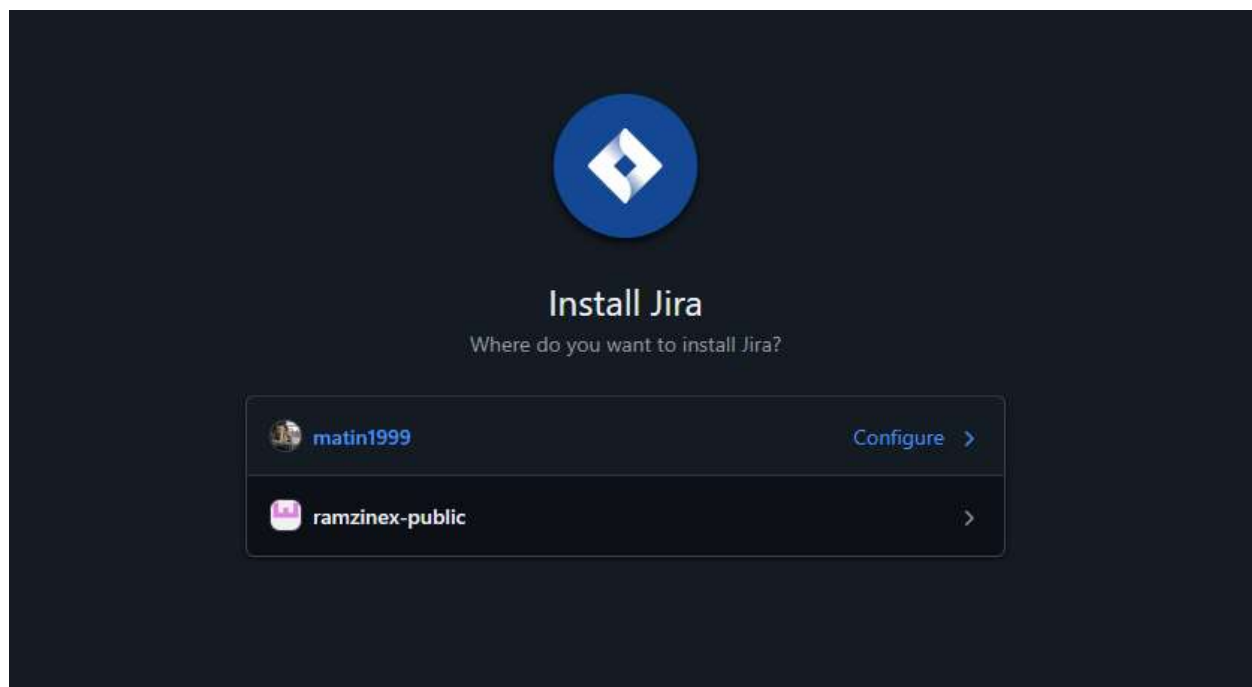 Install Jira
Where do you want to install Jira?
matin1999 Configure
ramzinex-public